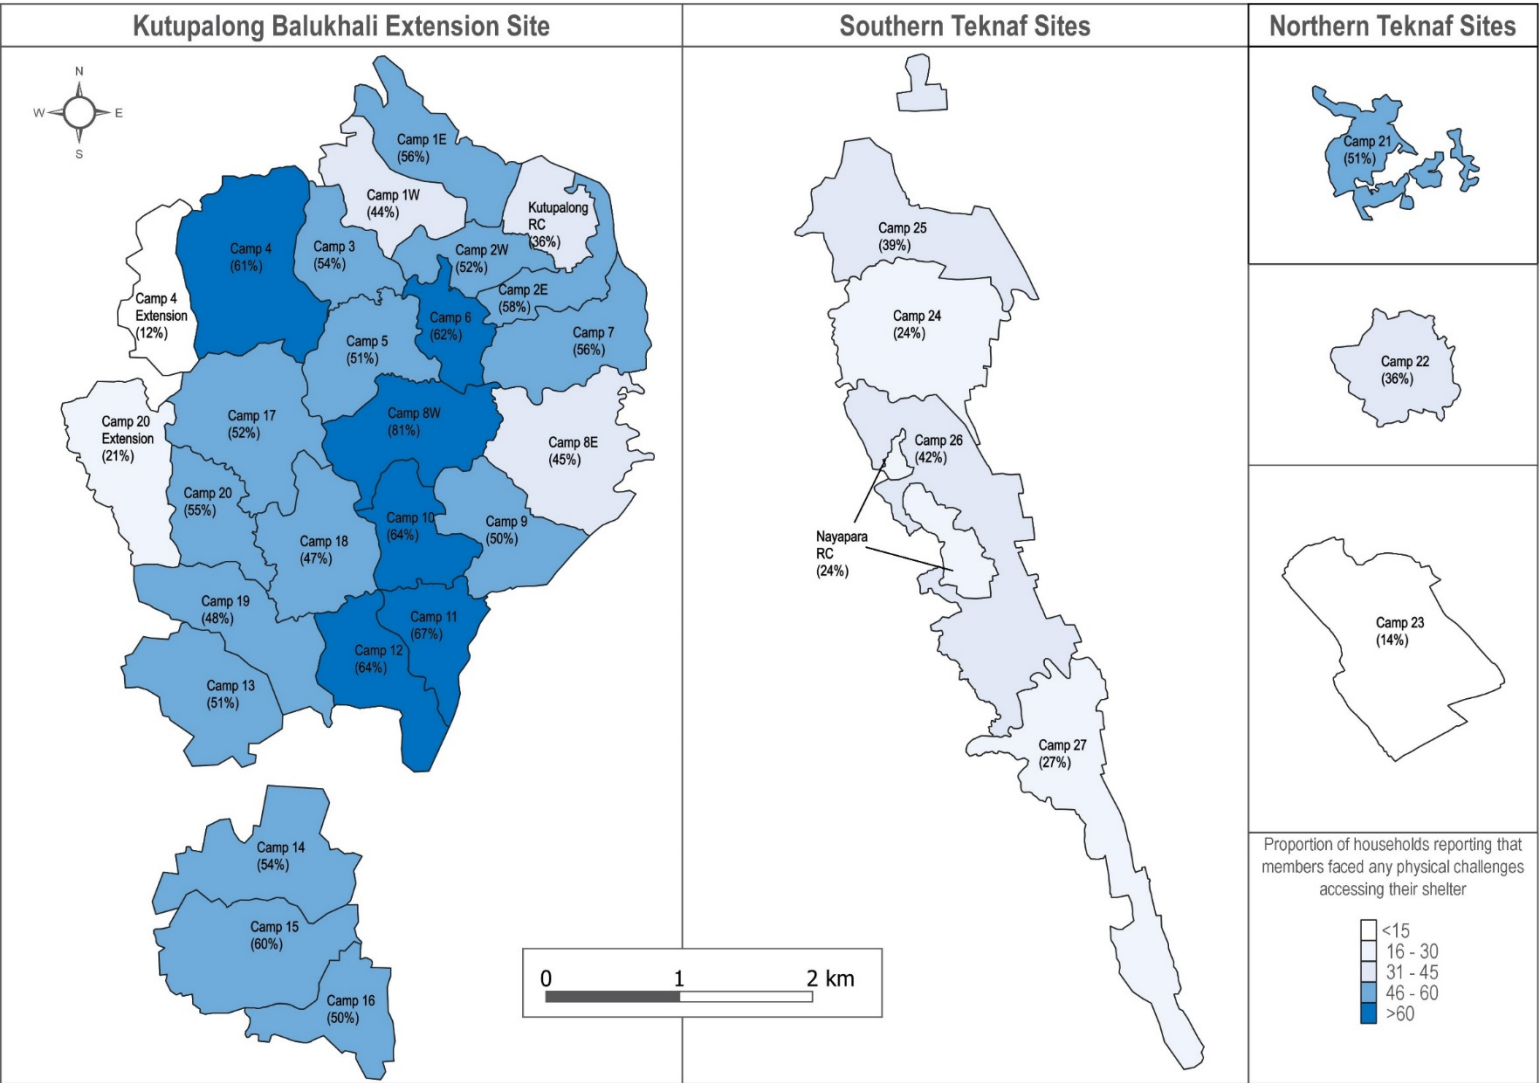 Kutupalong Balukhali Extension Site
Southern Teknaf Sites
Northern Teknaf Sites
N
W
E
S
Camp 1E
(56%)
Camp 1W
(44%)
Kutupalong
RC
(36%)
Camp 4
(61%)
Camp 3
(54%)
Camp 2W
(52%)
Camp 2E
(58%)
Camp 4
Extension
(12%)
Camp 6
(62%)
Camp 7
(56%)
Camp 5
(51%)
Camp 17
(52%)
Camp 8W
(81%)
Camp 20
Extension
(21%)
Camp 8E
(45%)
Camp 20
(55%)
Camp 10
(64%)
Camp 9
(50%)
Camp 18
(47%)
Camp 19
(48%)
Camp 11
(67%)
Camp 12
(64%)
Camp 13
(51%)
Camp 14
(54%)
Camp 15
(60%)
Camp 16
(50%)
0
1
2 km
Camp 25
(39%)
Camp 24
(24%)
Camp 26
(42%)
Nayapara
RC
(24%)
Camp 27
(27%)
Camp 21
(51%)
Camp 22
(36%)
Camp 23
(14%)
Proportion of households reporting that
members faced any physical challenges
accessing their shelter
<15
16 - 30
31 - 45
46 - 60
>60